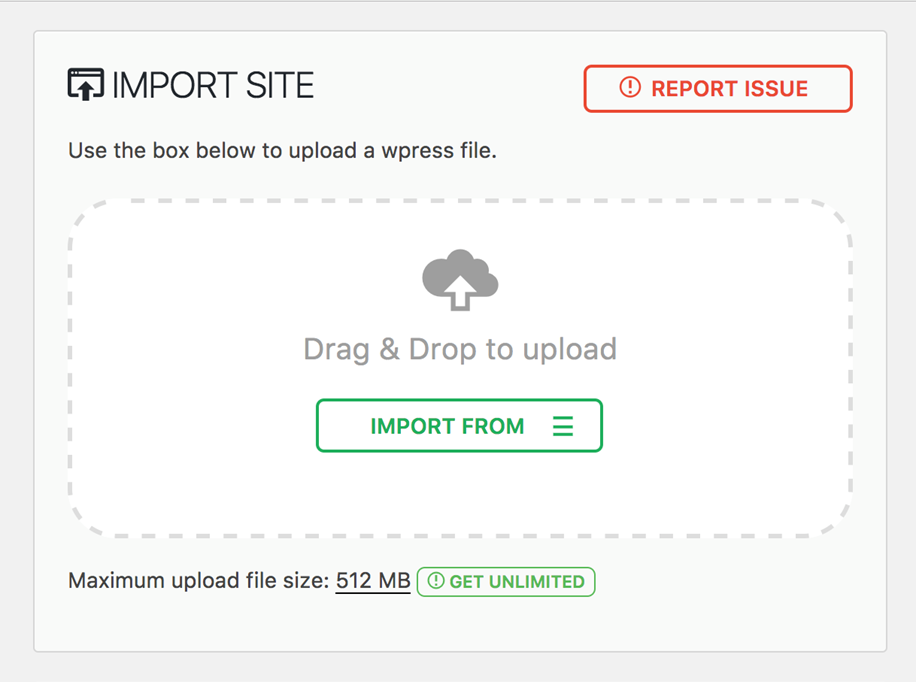 IMPORT SITE
REPORT ISSUE
Use the box below to upload a wpress file.
Drag & Drop to upload
IMPORT FROM
Maximum upload file size: 512 MB GET UNLIMITED